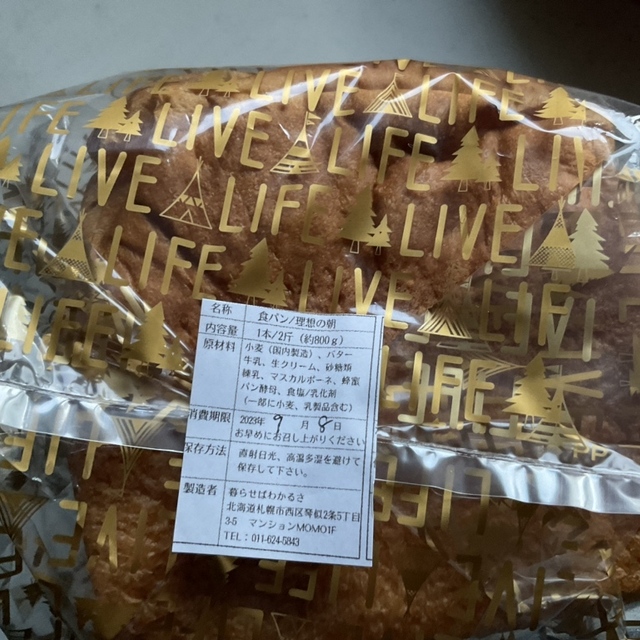 LIVE LIFE
LIVE LIFE LIVE
LIVE LIFE LIVE
LIFE
名称 食パン/理想の朝
内容量 1本/2斤 (約800g)
原材料 小麦(国内製造)、バター
牛乳、生クリーム、砂糖類
練乳、マスカルポーネ、蜂蜜
パン酵母、食塩/乳化剤
(一部に小麦、乳製品含む)
消費期限 2023年 9 月 8 日
お早めにお召し上がりください
保存方法 直射日光、高温多湿を避けて
保存して下さい。
製造者 暮らせばわかるさ
北海道札幌市西区琴似2条5丁目
3-5 マンションMOMO1F
TEL：011-624-5843